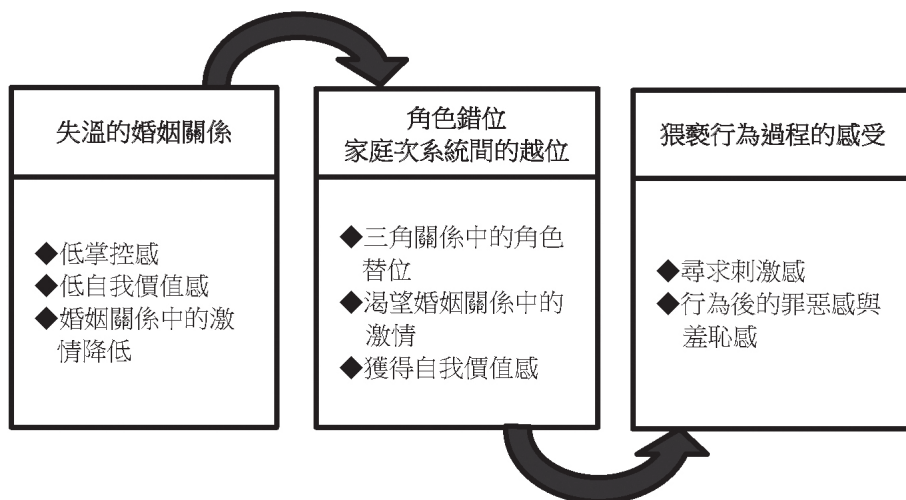 失溫的婚姻關係
◆低掌控感
◆低自我價值感
◆婚姻關係中的激
情降低
角色錯位
家庭次系統間的越位
◆三角關係中的角色
替位
◆渴望婚姻關係中的
激情
◆獲得自我價值感
猥褻行為過程的感受
◆尋求刺激感
◆行為後的罪惡感與
羞恥感